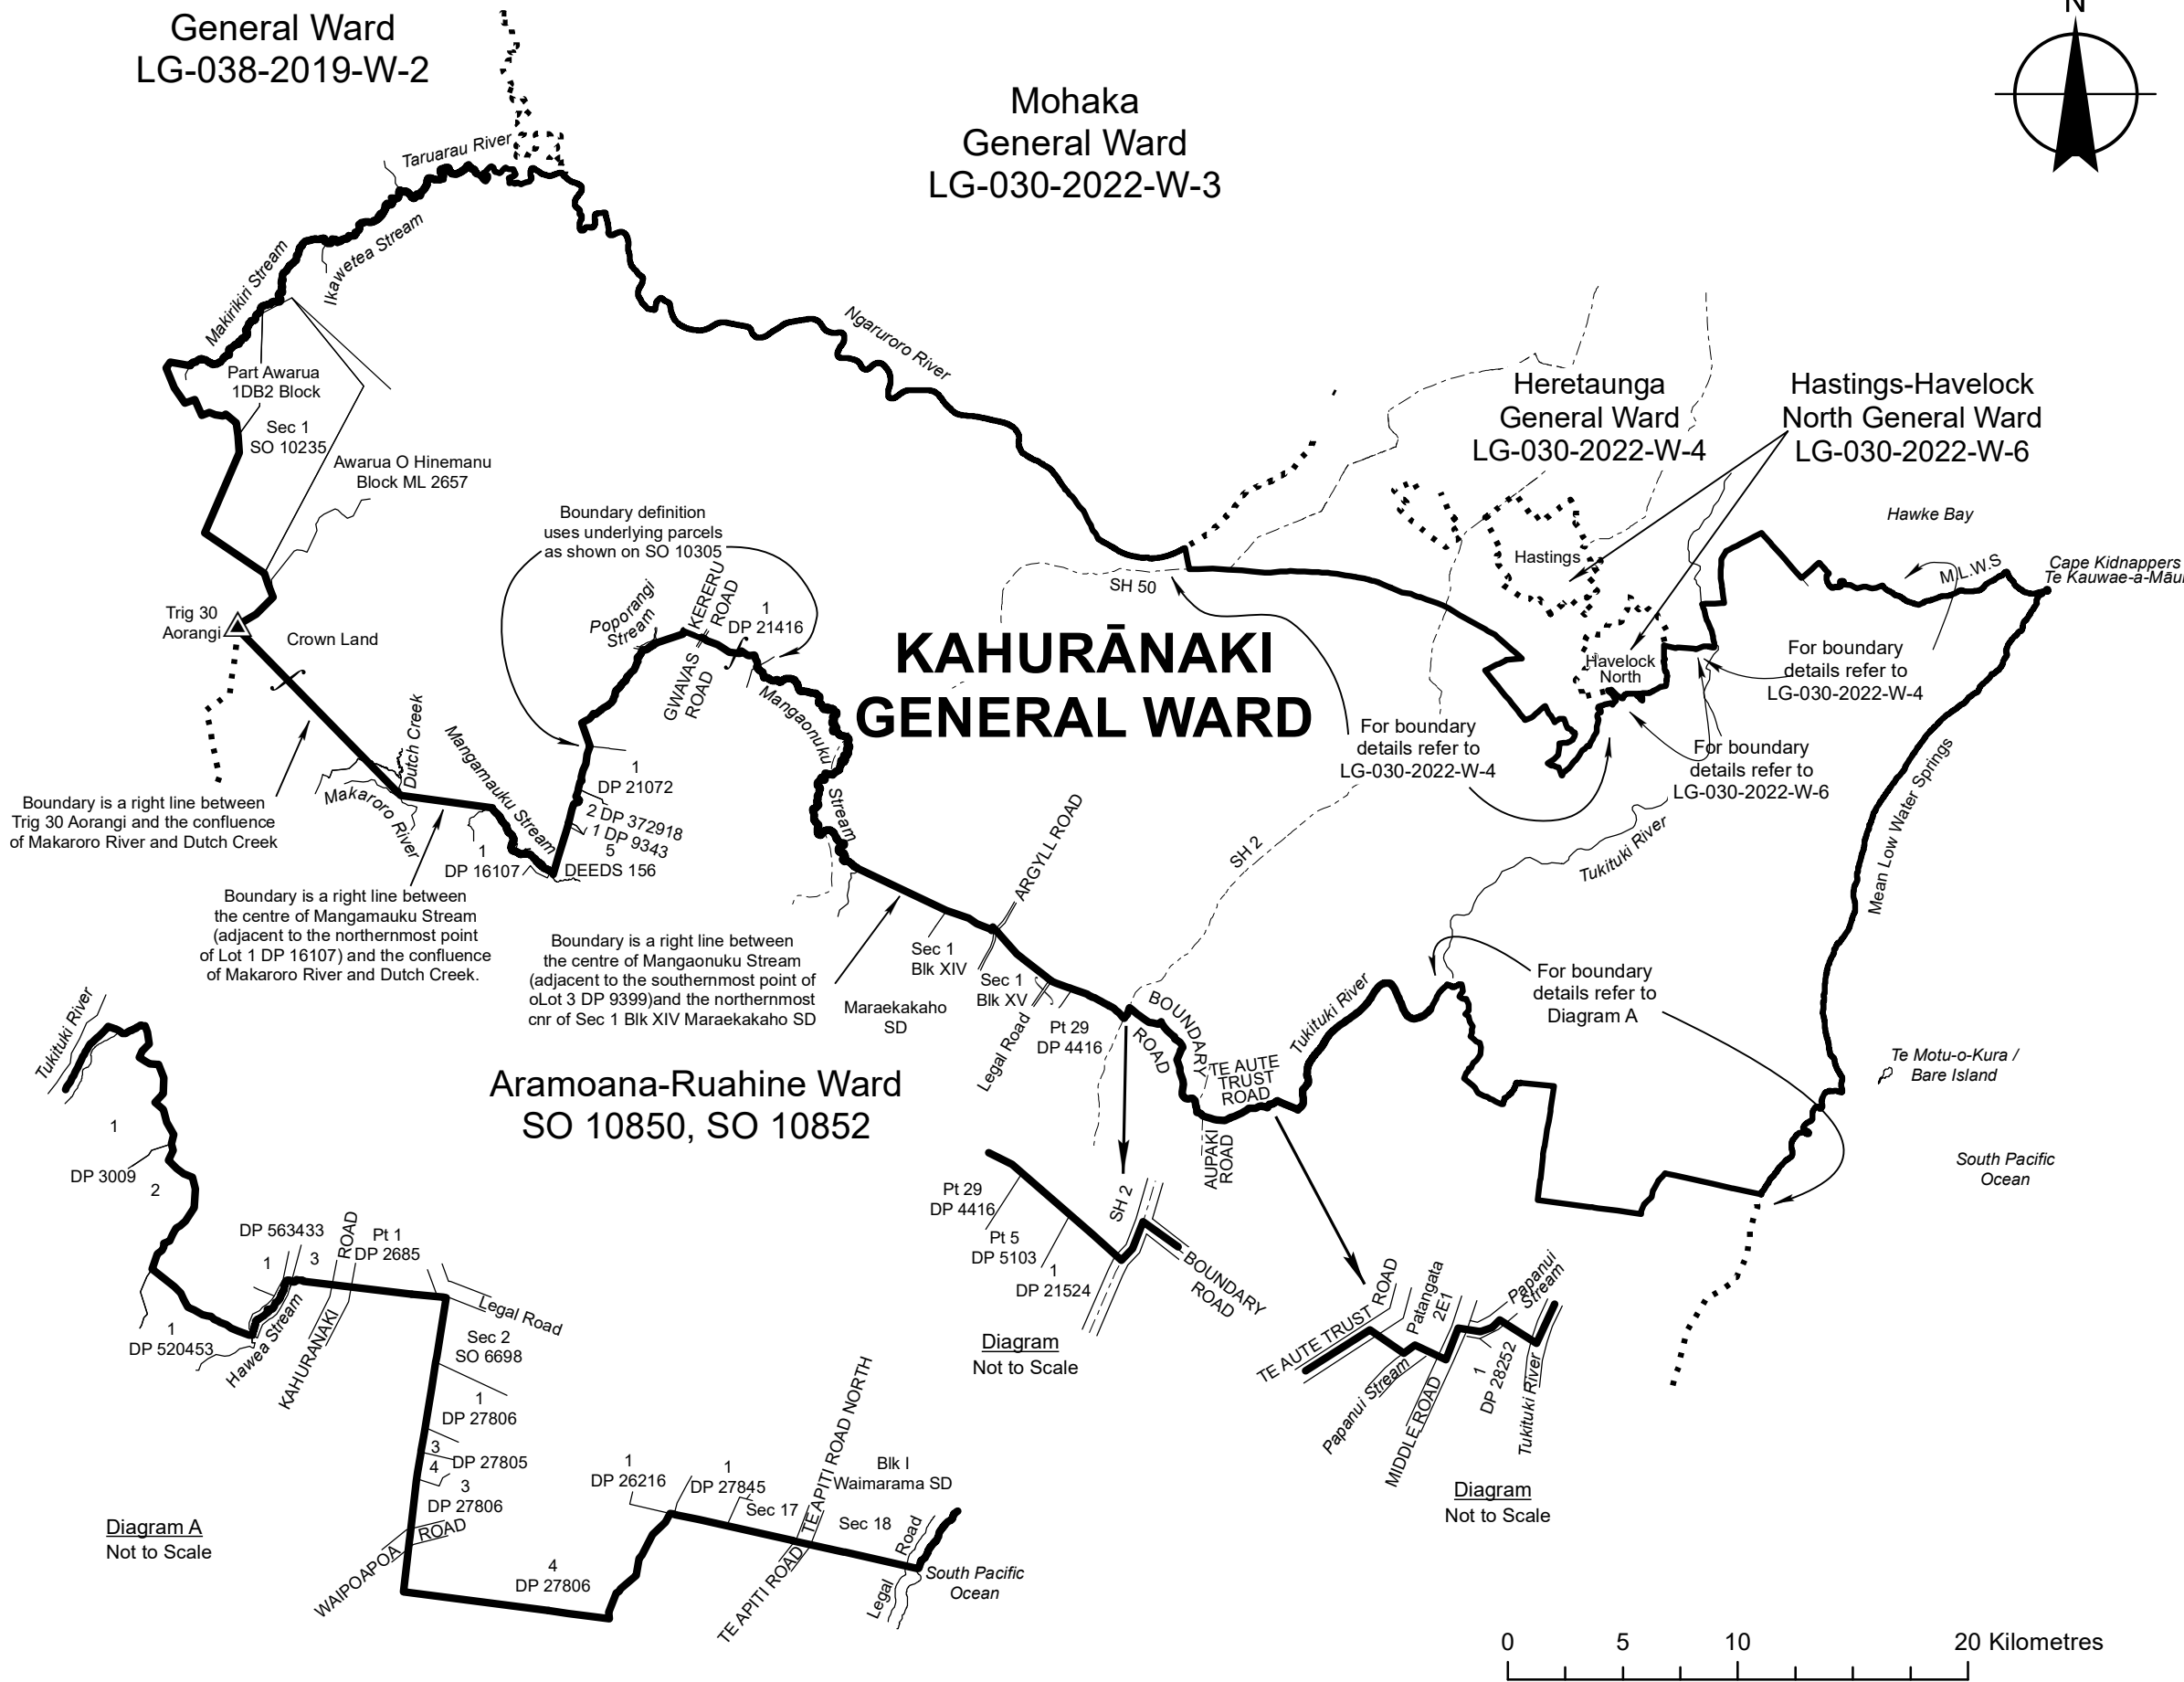 General Ward
LG-038-2019-W-2
N
Mohaka
General Ward
LG-030-2022-W-3
Taruarau River
Ikawetea Stream
Makirikiri Stream
Ngaruroro River
Part Awarua
1DB2 Block
Sec 1
SO 10235
Awarua O Hinemanu
Block ML 2657
Heretaunga
General Ward
LG-030-2022-W-4
Hastings-Havelock
North General Ward
LG-030-2022-W-6
Hawke Bay
Hastings
M.L.W.S
Cape Kidnappers
Te Kauwae-a-Māui
Boundary definition
uses underlying parcels
as shown on SO 10305
SH 50
Trig 30
Aorangi
Crown Land
Poporangi
Stream
KERERU
ROAD
1
DP 21416
GWAVAS
ROAD
KAHURĀNAKI
GENERAL WARD
Havelock
North
For boundary
details refer to
LG-030-2022-W-4
For boundary
details refer to
LG-030-2022-W-4
For boundary
details refer to
LG-030-2022-W-6
Mangaonuku
Stream
Dutch Creek
Makaroro River
Mangamauku Stream
1
DP 21072
2 DP 372918
1 DP 9343
5
DEEDS 156
1
DP 16107
Boundary is a right line between
Trig 30 Aorangi and the confluence
of Makaroro River and Dutch Creek
Boundary is a right line between
the centre of Mangamauku Stream
(adjacent to the northernmost point
of Lot 1 DP 16107) and the confluence
of Makaroro River and Dutch Creek.
Boundary is a right line between
the centre of Mangaonuku Stream
(adjacent to the southernmost point of
oLot 3 DP 9399)and the northernmost
cnr of Sec 1 Blk XIV Maraekakaho SD
SH 2
Tukituki River
Mean Low Water Springs
ARGYLL ROAD
Sec 1
Blk XIV
Sec 1
Blk XV
Maraekakaho
SD
Legal Road
Pt 29
DP 4416
BOUNDARY
ROAD
TE AUTE
TRUST
ROAD
Tukituki River
AUPAKI
ROAD
For boundary
details refer to
Diagram A
Te Motu-o-Kura /
Bare Island
South Pacific
Ocean
Aramoana-Ruahine Ward
SO 10850, SO 10852
Tukituki River
1
DP 3009
2
DP 563433
1
3
ROAD
Pt 1
DP 2685
Legal Road
1
DP 520453
Hawea Stream
KAHURANAKI
Sec 2
SO 6698
1
DP 27806
3
DP 27805
4
3
DP 27806
ROAD
WAIPOAPOA
4
DP 27806
1
DP 26216
1
DP 27845
Sec 17
TE APITI ROAD NORTH
TE APITI ROAD
Blk I
Waimarama SD
Sec 18
Legal
Road
South Pacific
Ocean
Diagram A
Not to Scale
Pt 29
DP 4416
Pt 5
DP 5103
1
DP 21524
SH 2
BOUNDARY
ROAD
Diagram
Not to Scale
TE AUTE TRUST ROAD
Patangata
2E1
Papanui
Stream
Papanui Stream
MIDDLE ROAD
1
DP 28252
Tukituki River
Diagram
Not to Scale
0 5 10 20 Kilometres